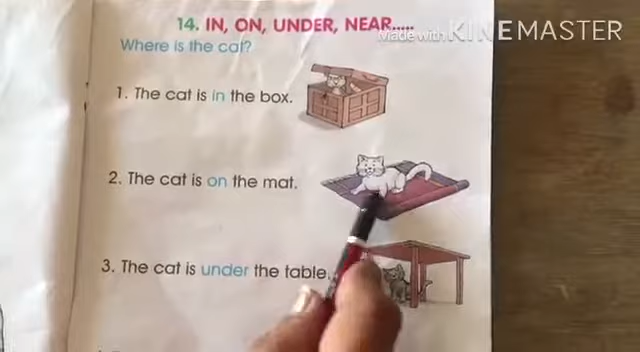 14. IN, ON, UNDER, NEAR.....
Made with KINEMASTER
Where is the cat?
1. The cat is in the box.
2. The cat is on the mat.
3. The cat is under the table.